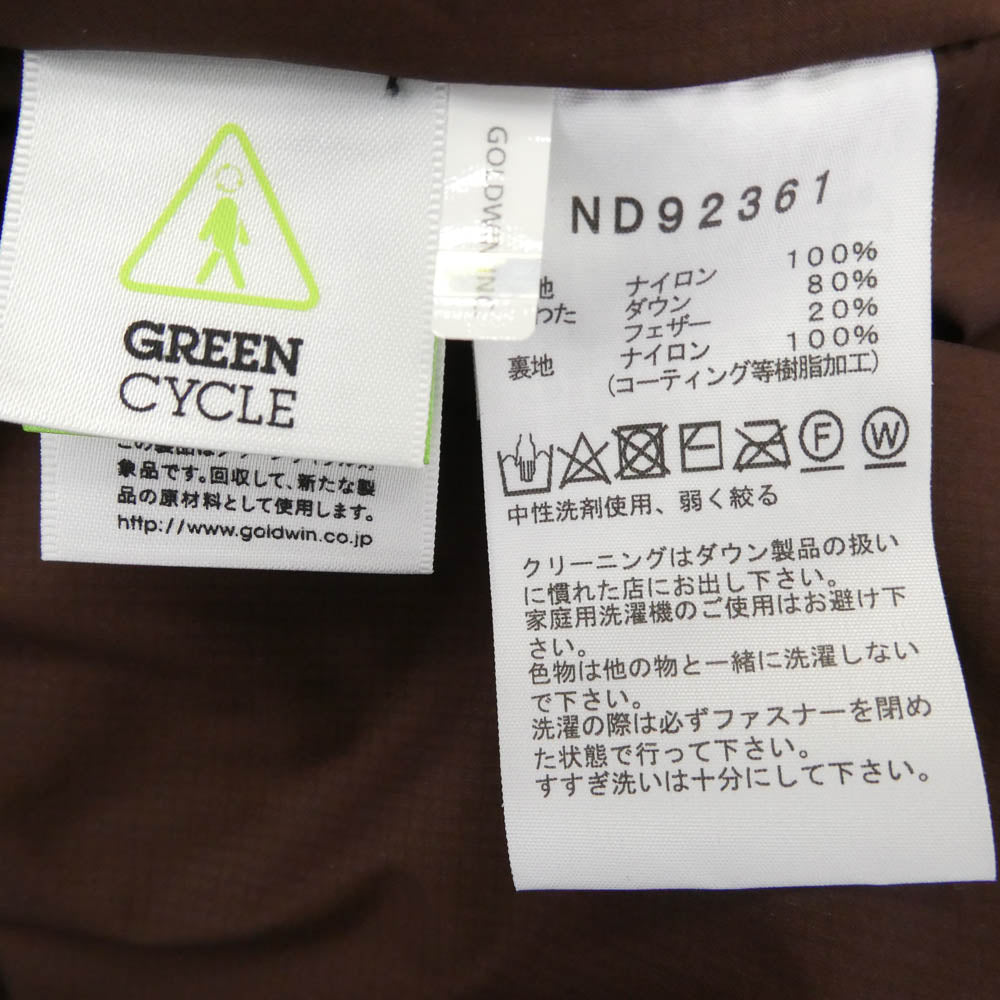 GREEN
CYCLE
象品です。回収して、新たな製
品の原材料として使用します。
http://www.goldwin.co.jp
GOLDWIN INC
ND92361
100%
地 ナイロン 80%
わた ダウン 20%
フェザー 100%
裏地 ナイロン
(コーティング等樹脂加工)
F W
中性洗剤使用、弱く絞る
クリーニングはダウン製品の扱い
に慣れた店にお出し下さい。
家庭用洗濯機のご使用はお避け下
さい。
色物は他の物と一緒に洗濯しない
で下さい。
洗濯の際は必ずファスナーを閉め
た状態で行って下さい。
すすぎ洗いは十分にして下さい。